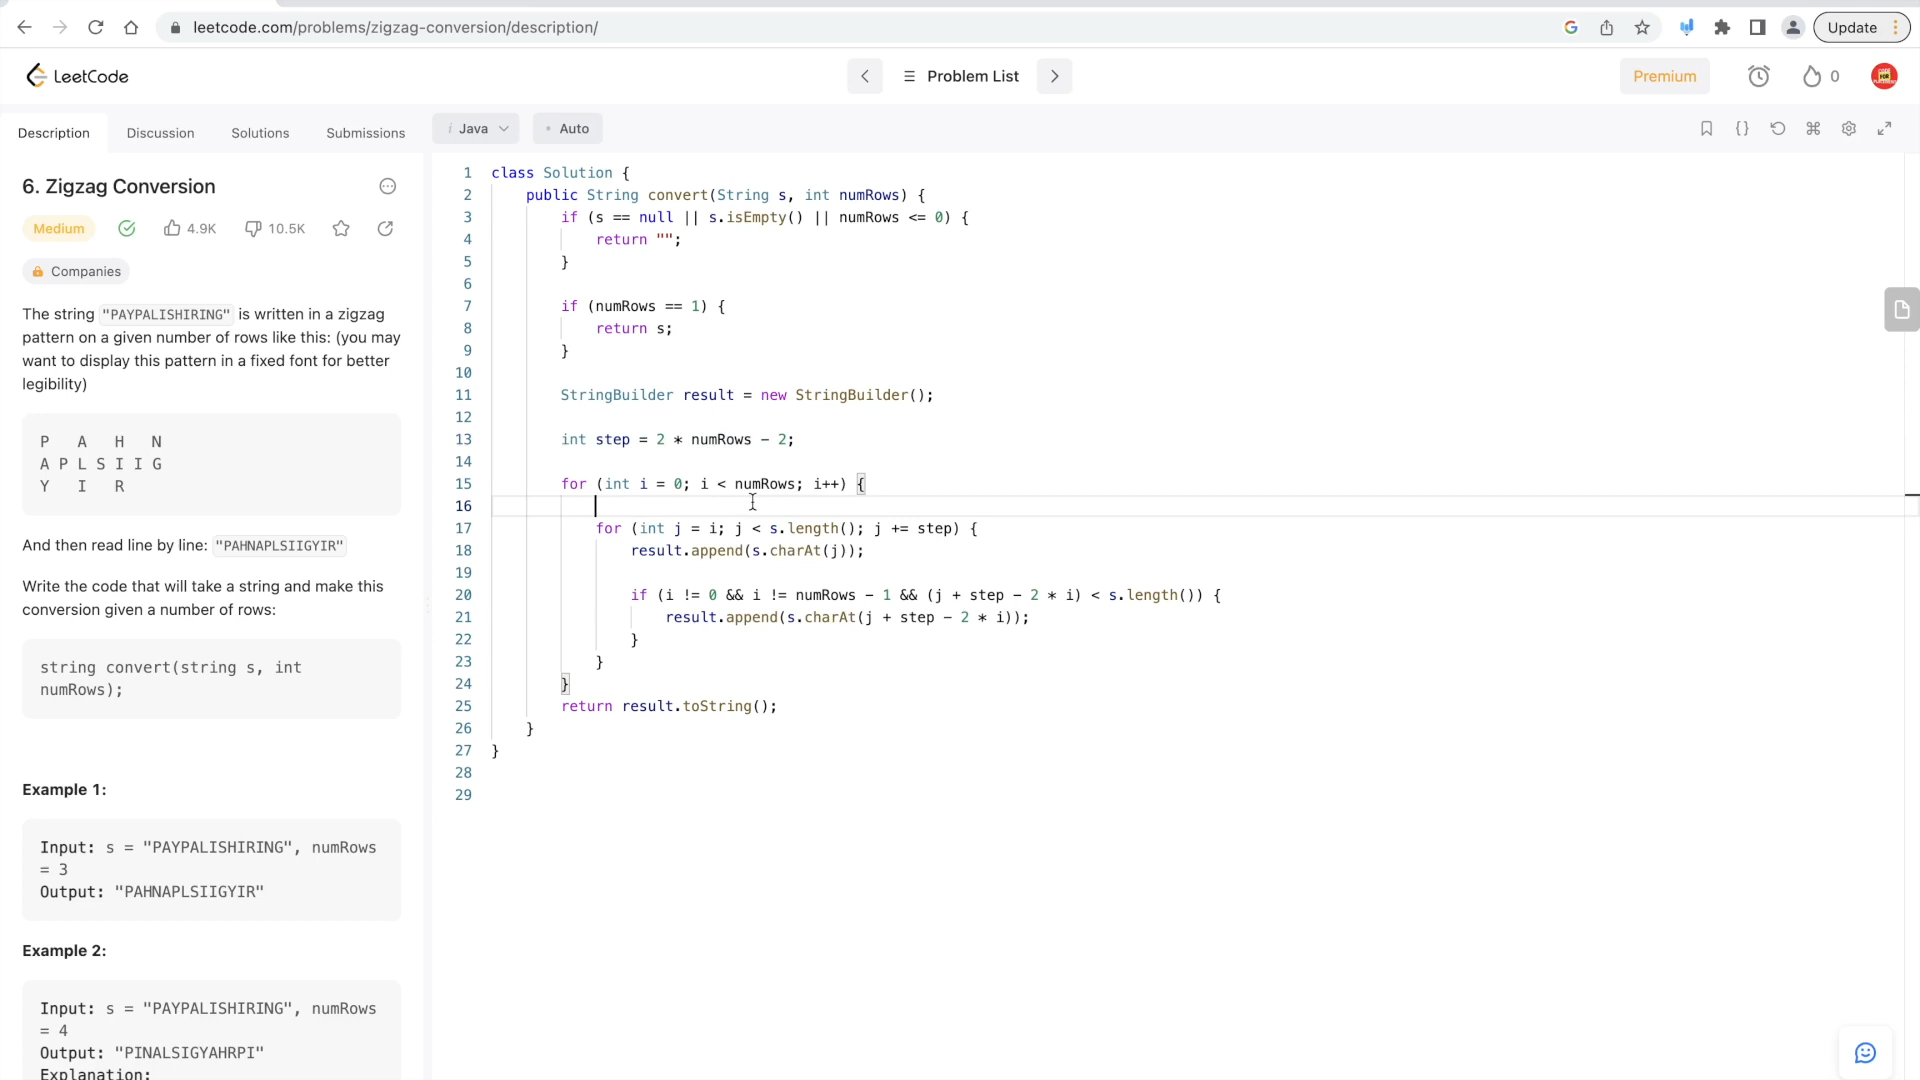 leetcode.com/problems/zigzag-conversion/description/
Update
LeetCode
Problem List
Premium
0
Description Discussion Solutions Submissions
i Java
Auto
6. Zigzag Conversion
Medium 4.9K 10.5K
Companies
The string "PAYPALISHIRING" is written in a zigzag
pattern on a given number of rows like this: (you may
want to display this pattern in a fixed font for better
legibility)
P   A   H   N
A P L S I I G
Y   I   R
And then read line by line: "PAHNAPLSIIGYIR"
Write the code that will take a string and make this
conversion given a number of rows:
string convert(string s, int
numRows);
Example 1:
Input: s = "PAYPALISHIRING", numRows
= 3
Output: "PAHNAPLSIIGYIR"
Example 2:
Input: s = "PAYPALISHIRING", numRows
= 4
Output: "PINALSIGYAHRPI"
Explanation:
1 class Solution {
2     public String convert(String s, int numRows) {
3         if (s == null || s.isEmpty() || numRows <= 0) {
4             return "";
5         }
6
7         if (numRows == 1) {
8             return s;
9         }
10
11         StringBuilder result = new StringBuilder();
12
13         int step = 2 * numRows - 2;
14
15         for (int i = 0; i < numRows; i++) {
16
17             for (int j = i; j < s.length(); j += step) {
18                 result.append(s.charAt(j));
19
20                 if (i != 0 && i != numRows - 1 && (j + step - 2 * i) < s.length()) {
21                     result.append(s.charAt(j + step - 2 * i));
22                 }
23             }
24         }
25         return result.toString();
26     }
27 }
28
29